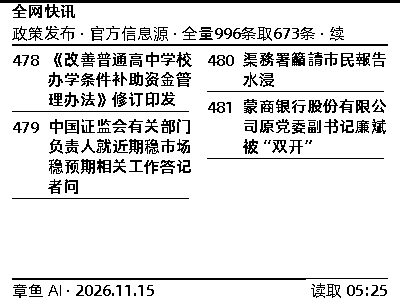 全网快讯
政策发布 · 官方信息源 · 全量996条取673条 · 续
478 《改善普通高中学校
办学条件补助资金管
理办法》修订印发
479 中国证监会有关部门
负责人就近期稳市场
稳预期相关工作答记
者问
480 渠務署籲請市民報告
水浸
481 蒙商银行股份有限公
司原党委副书记廉斌
被“双开”
章鱼 AI · 2026.11.15
读取 05:25